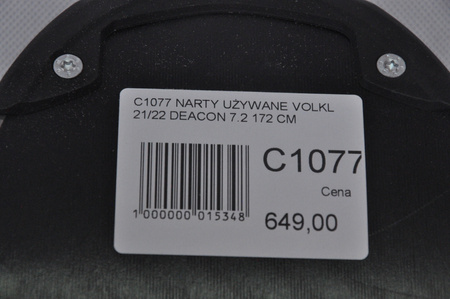 C1077 NARTY UŻYWANE VOLKL
21/22 DEACON 7.2 172 CM
C1077
Cena
1 000000 015348
649,00